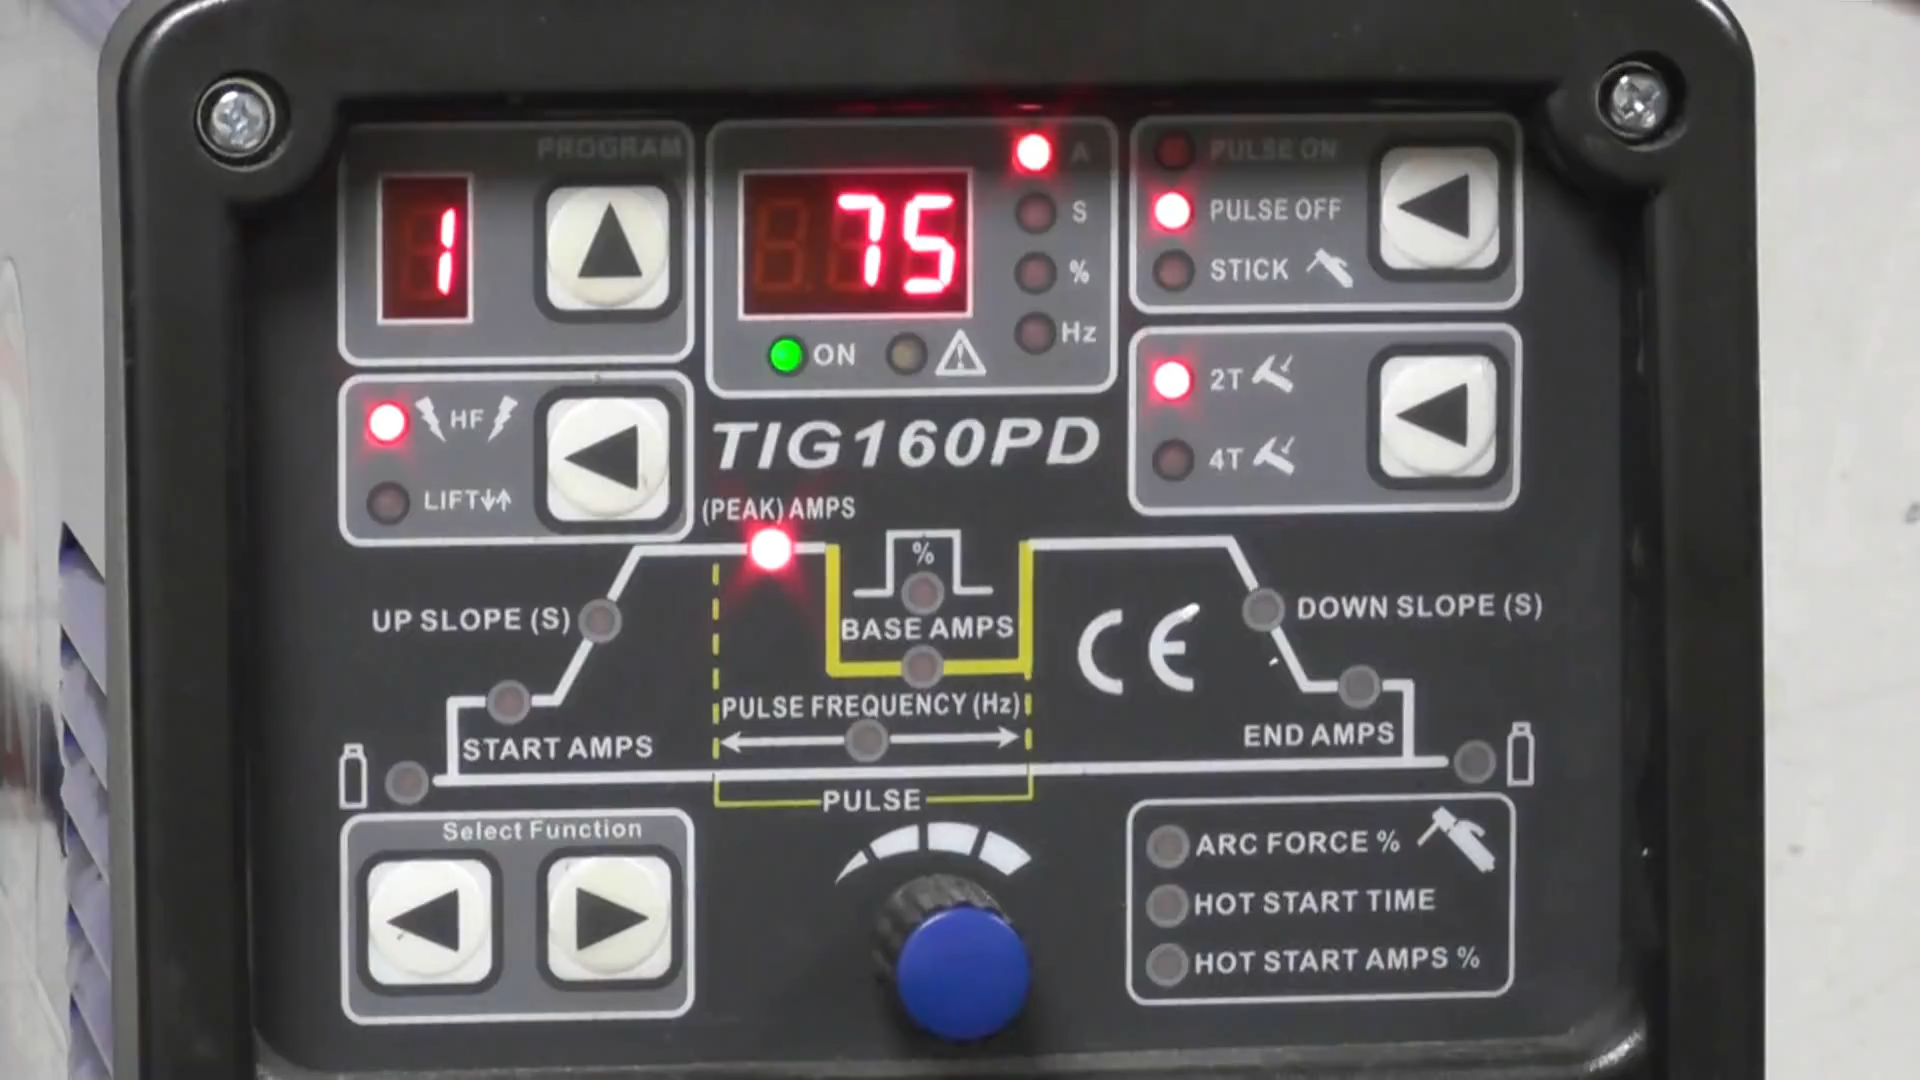 PROGRAM
1
75
A
S
%
Hz
ON
PULSE ON
PULSE OFF
STICK
HF
LIFT
2T
4T
TIG160PD
(PEAK) AMPS
%
BASE AMPS
UP SLOPE (S)
DOWN SLOPE (S)
CE
PULSE FREQUENCY (Hz)
START AMPS
END AMPS
PULSE
Select Function
ARC FORCE %
HOT START TIME
HOT START AMPS %